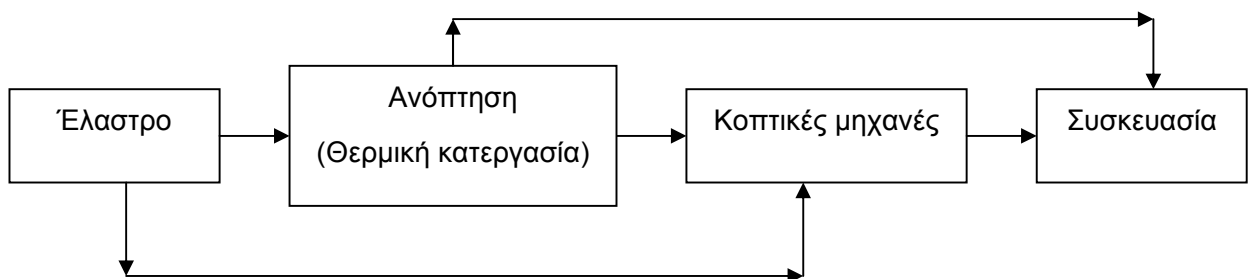 Έλαστρο
Ανόπτηση
(Θερμική κατεργασία)
Κοπτικές μηχανές
Συσκευασία